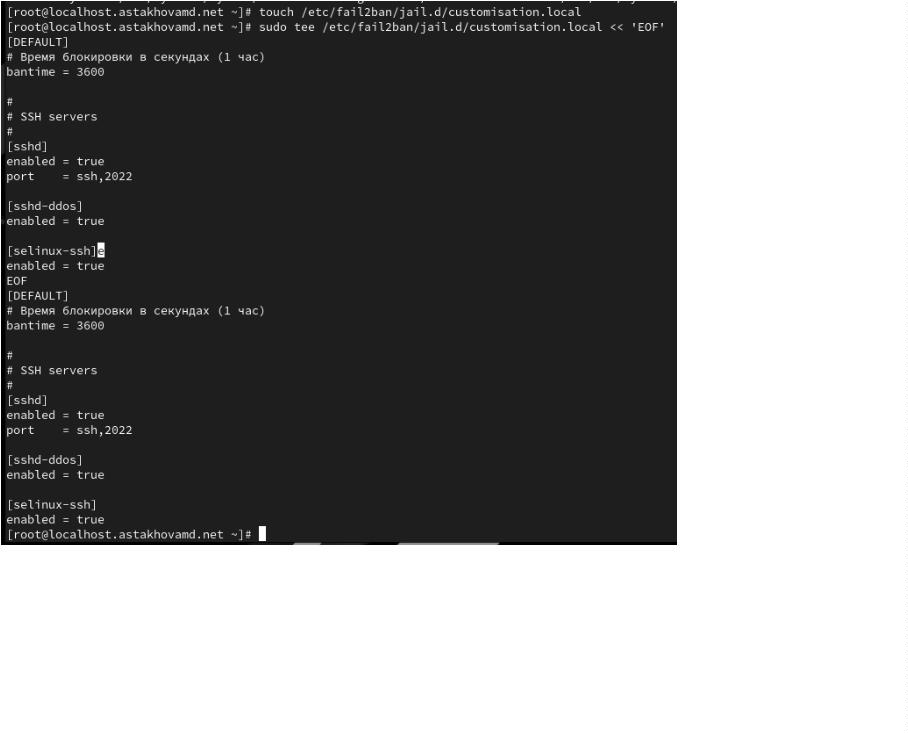 [root@localhost.astakhovamd.net ~]# touch /etc/fail2ban/jail.d/customisation.local
[root@localhost.astakhovamd.net ~]# sudo tee /etc/fail2ban/jail.d/customisation.local << 'EOF'
[DEFAULT]
# Время блокировки в секундах (1 час)
bantime = 3600
#
# SSH servers
#
[sshd]
enabled = true
port    = ssh,2022
[sshd-ddos]
enabled = true
[selinux-ssh]e
enabled = true
EOF
[DEFAULT]
# Время блокировки в секундах (1 час)
bantime = 3600
#
# SSH servers
#
[sshd]
enabled = true
port    = ssh,2022
[sshd-ddos]
enabled = true
[selinux-ssh]
enabled = true
[root@localhost.astakhovamd.net ~]#